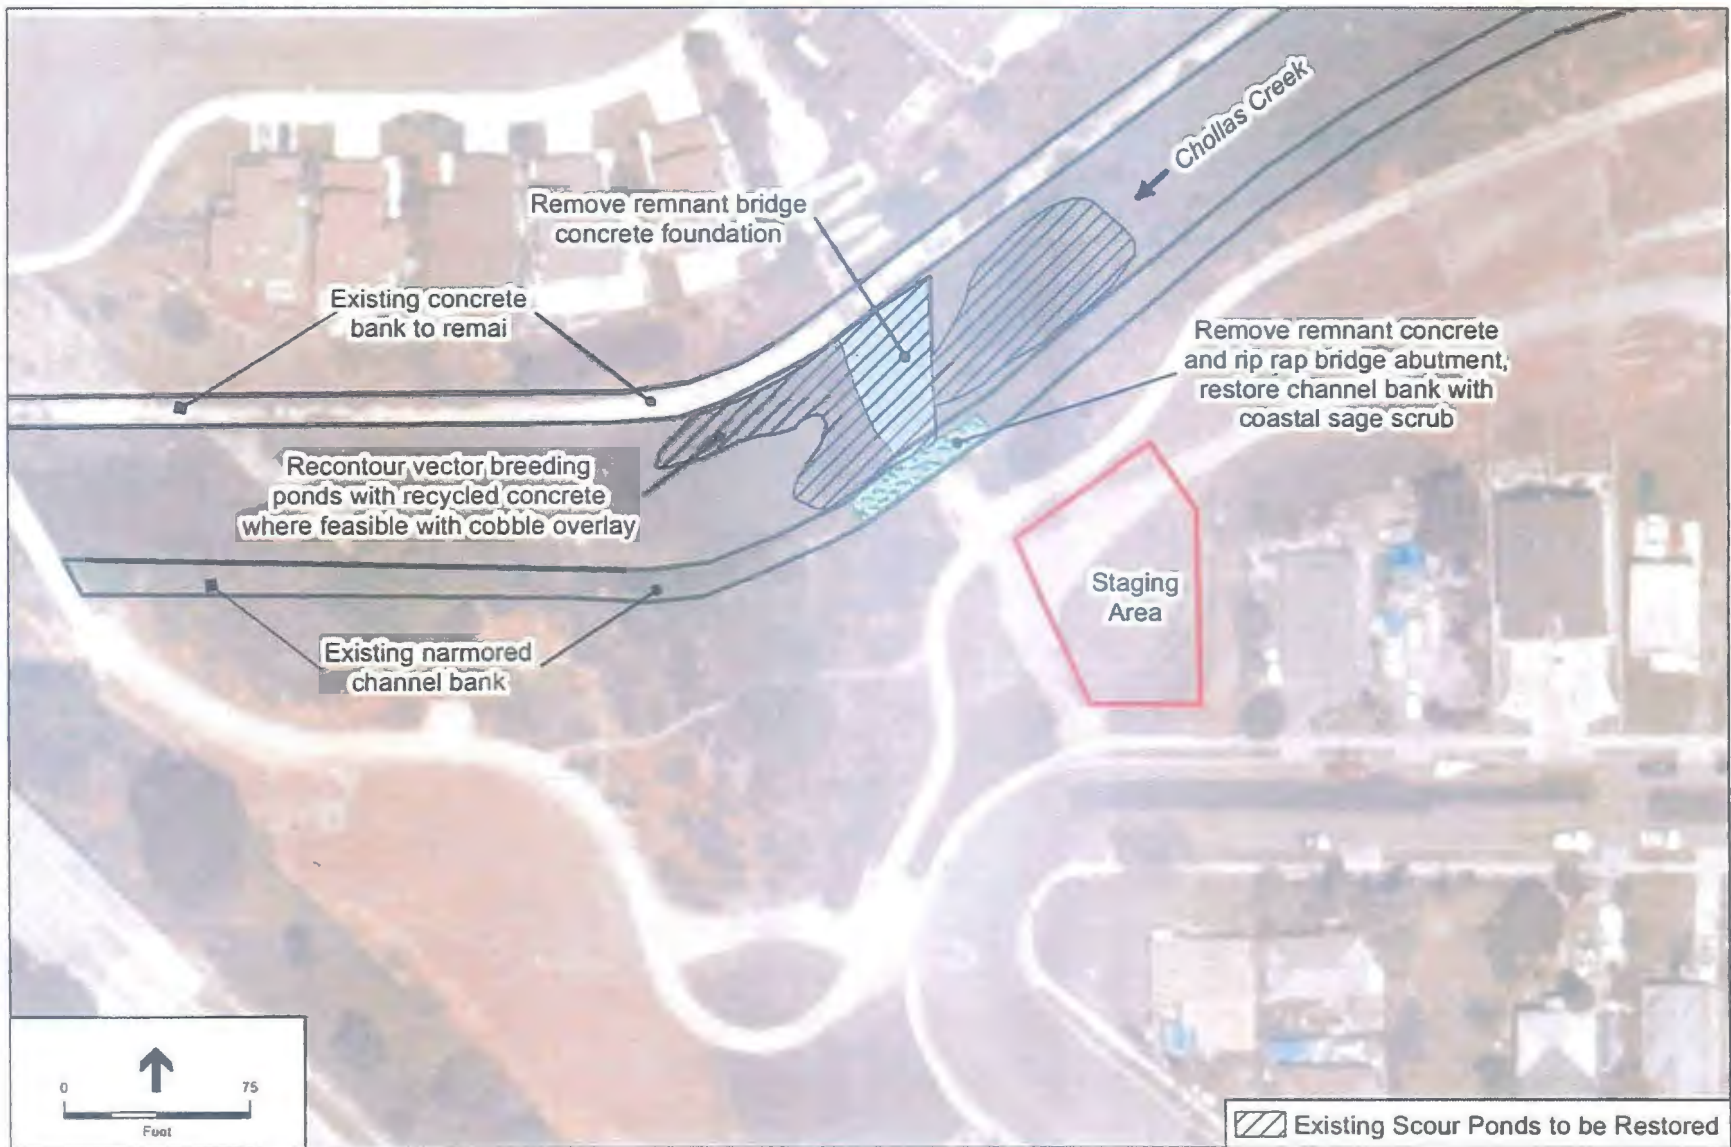 Chollas Creek
Remove remnant bridge
concrete foundation
Existing concrete
bank to remai
Remove remnant concrete
and rip rap bridge abutment,
restore channel bank with
coastal sage scrub
Recontour vector breeding
ponds with recycled concrete
where feasible with cobble overlay
Staging
Area
Existing narmored
channel bank
0 75
Foot
Existing Scour Ponds to be Restored